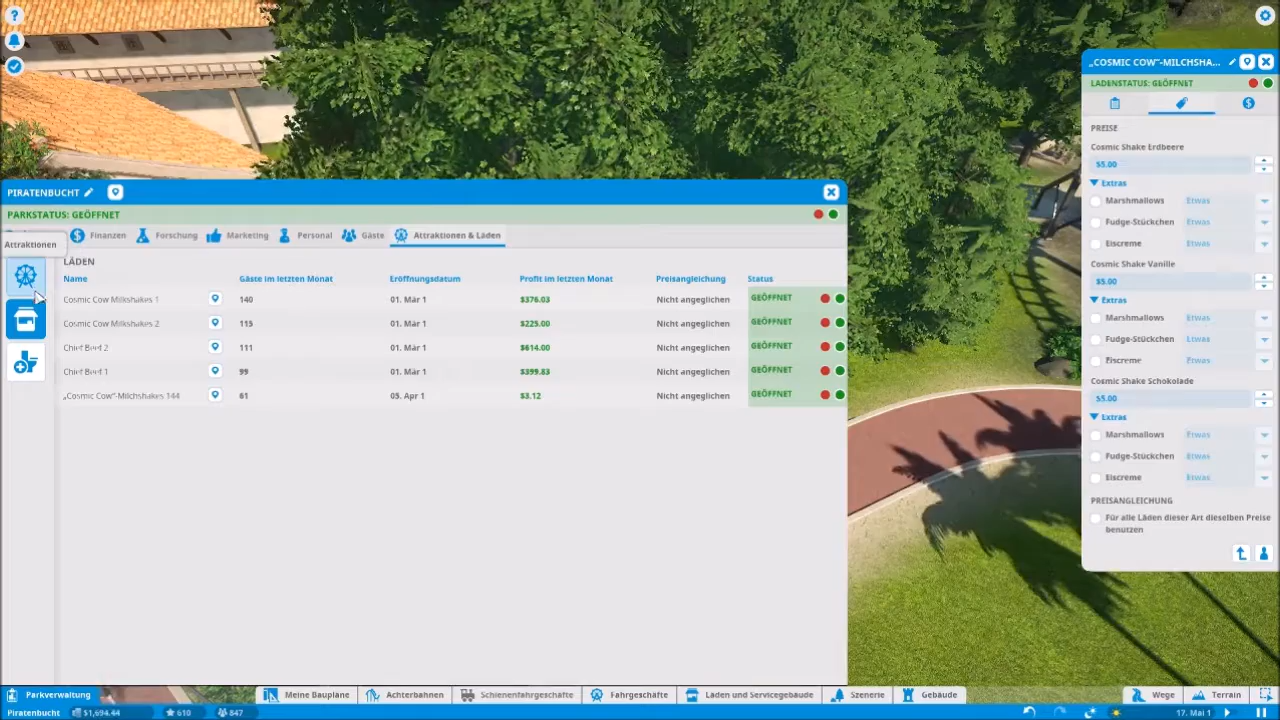 ?
„COSMIC COW“-MILCHSHA...
LADENSTATUS: GEÖFFNET
PREISE
Cosmic Shake Erdbeere
$5.00
Extras
Marshmallows Etwas
Fudge-Stückchen Etwas
Eiscreme Etwas
Cosmic Shake Vanille
$5.00
Extras
Marshmallows Etwas
Fudge-Stückchen Etwas
Eiscreme Etwas
Cosmic Shake Schokolade
$5.00
Extras
Marshmallows Etwas
Fudge-Stückchen Etwas
Eiscreme Etwas
PREISANGLEICHUNG
Für alle Läden dieser Art dieselben Preise
benutzen
PIRATENBUCHT
PARKSTATUS: GEÖFFNET
Finanzen Forschung Marketing Personal Gäste Attraktionen & Läden
Attraktionen
LÄDEN
Name Gäste im letzten Monat Eröffnungsdatum Profit im letzten Monat Preisangleichung Status
Cosmic Cow Milkshakes 1 140 01. Mär 1 $376.03 Nicht angeglichen GEÖFFNET
Cosmic Cow Milkshakes 2 115 01. Mär 1 $225.00 Nicht angeglichen GEÖFFNET
Chief Beef 2 111 01. Mär 1 $614.00 Nicht angeglichen GEÖFFNET
Chief Beef 1 99 01. Mär 1 $399.83 Nicht angeglichen GEÖFFNET
„Cosmic Cow“-Milchshakes 144 61 05. Apr 1 $3.12 Nicht angeglichen GEÖFFNET
Parkverwaltung Meine Baupläne Achterbahnen Schienenfahrgeschäfte Fahrgeschäfte Läden und Servicegebäude Szenerie Gebäude Wege Terrain
Piratenbucht $1,694.44 610 847 17. Mai 1